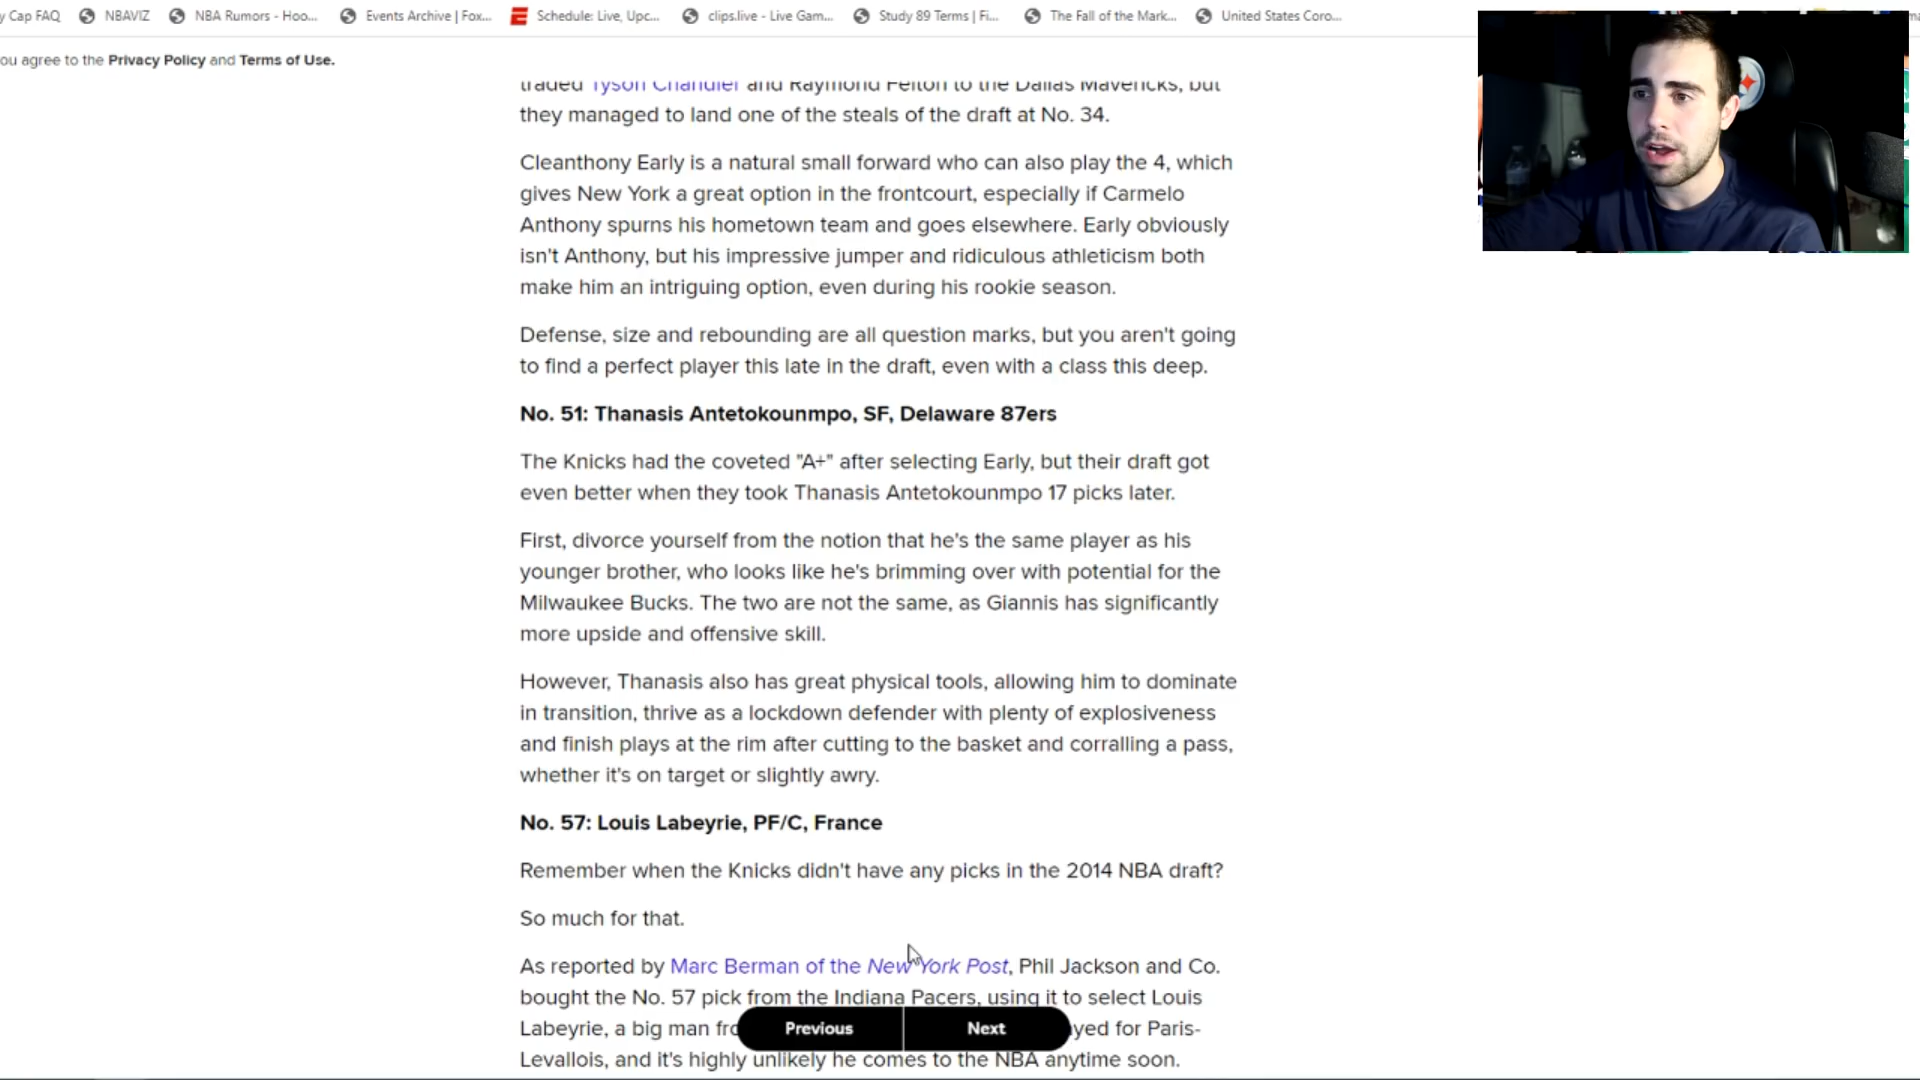 y Cap FAQ NBAVIZ NBA Rumors - Hoo... Events Archive | Fox... Schedule: Live, Upc... clips.live - Live Gam... Study 89 Terms | Fi... The Fall of the Mark... United States Coro...
ou agree to the Privacy Policy and Terms of Use.
traded Tyson Chandler and Raymond Felton to the Dallas Mavericks, but
they managed to land one of the steals of the draft at No. 34.
Cleanthony Early is a natural small forward who can also play the 4, which
gives New York a great option in the frontcourt, especially if Carmelo
Anthony spurns his hometown team and goes elsewhere. Early obviously
isn't Anthony, but his impressive jumper and ridiculous athleticism both
make him an intriguing option, even during his rookie season.
Defense, size and rebounding are all question marks, but you aren't going
to find a perfect player this late in the draft, even with a class this deep.
No. 51: Thanasis Antetokounmpo, SF, Delaware 87ers
The Knicks had the coveted "A+" after selecting Early, but their draft got
even better when they took Thanasis Antetokounmpo 17 picks later.
First, divorce yourself from the notion that he's the same player as his
younger brother, who looks like he's brimming over with potential for the
Milwaukee Bucks. The two are not the same, as Giannis has significantly
more upside and offensive skill.
However, Thanasis also has great physical tools, allowing him to dominate
in transition, thrive as a lockdown defender with plenty of explosiveness
and finish plays at the rim after cutting to the basket and corralling a pass,
whether it's on target or slightly awry.
No. 57: Louis Labeyrie, PF/C, France
Remember when the Knicks didn't have any picks in the 2014 NBA draft?
So much for that.
As reported by Marc Berman of the New York Post, Phil Jackson and Co.
bought the No. 57 pick from the Indiana Pacers, using it to select Louis
Labeyrie, a big man fro yed for Paris-
Previous Next
Levallois, and it's highly unlikely he comes to the NBA anytime soon.